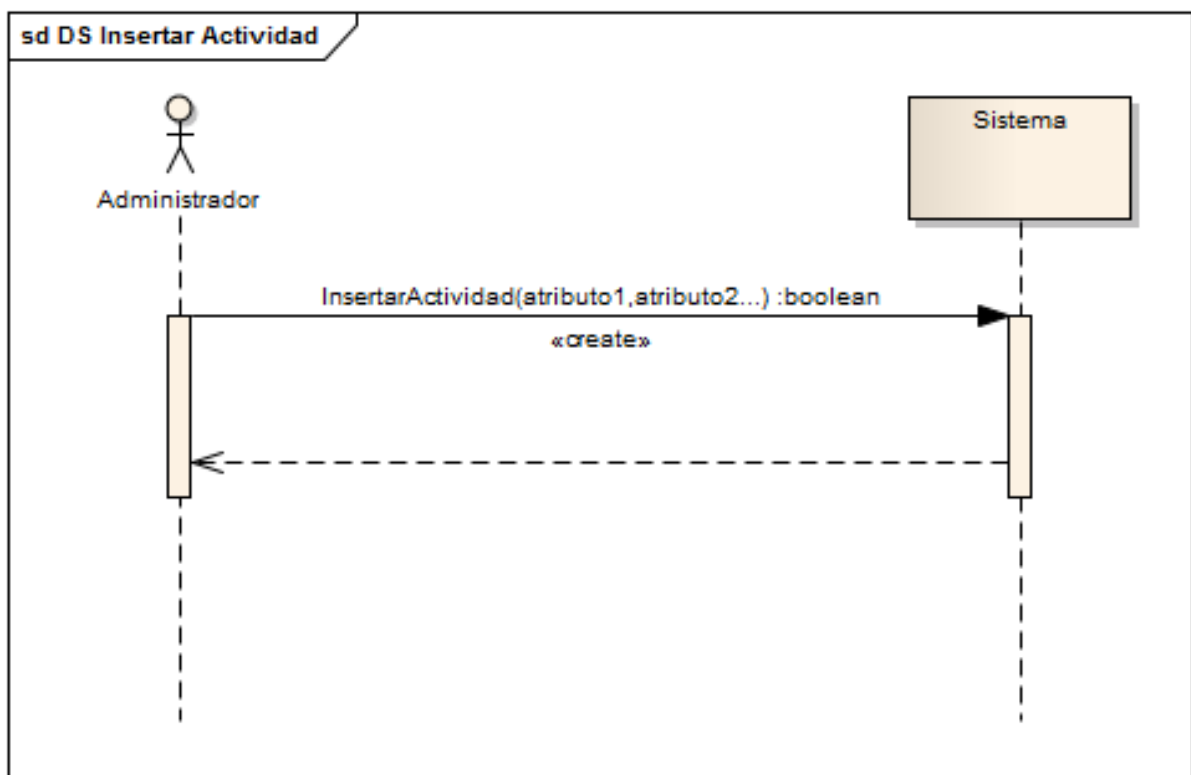 sd DS Insertar Actividad
Sistema
Administrador
InsertarActividad(atributo1,atributo2...) :boolean
«create»